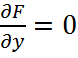 ∂F/∂y = 0